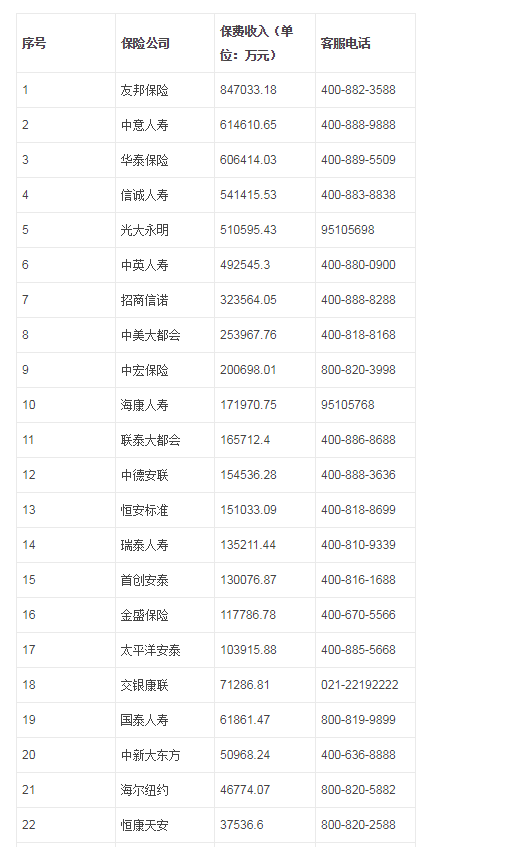 序号 保险公司 保费收入（单位：万元） 客服电话
1 友邦保险 847033.18 400-882-3588
2 中意人寿 614610.65 400-888-9888
3 华泰保险 606414.03 400-889-5509
4 信诚人寿 541415.53 400-883-8838
5 光大永明 510595.43 95105698
6 中英人寿 492545.3 400-880-0900
7 招商信诺 323564.05 400-888-8288
8 中美大都会 253967.76 400-818-8168
9 中宏保险 200698.01 800-820-3998
10 海康人寿 171970.75 95105768
11 联泰大都会 165712.4 400-886-8688
12 中德安联 154536.28 400-888-3636
13 恒安标准 151033.09 400-818-8699
14 瑞泰人寿 135211.44 400-810-9339
15 首创安泰 130076.87 400-816-1688
16 金盛保险 117786.78 400-670-5566
17 太平洋安泰 103915.88 400-885-5668
18 交银康联 71286.81 021-22192222
19 国泰人寿 61861.47 800-819-9899
20 中新大东方 50968.24 400-636-8888
21 海尔纽约 46774.07 800-820-5882
22 恒康天安 37536.6 800-820-2588